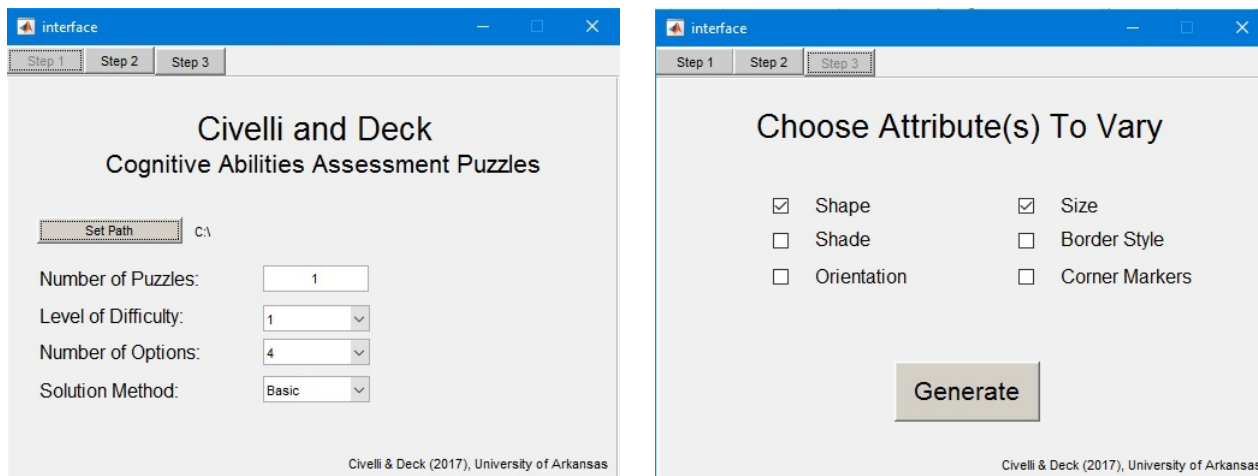 interface
Step 1 Step 2 Step 3
Civelli and Deck
Cognitive Abilities Assessment Puzzles
Set Path C:\
Number of Puzzles: 1
Level of Difficulty: 1
Number of Options: 4
Solution Method: Basic
Civelli & Deck (2017), University of Arkansas
interface
Step 1 Step 2 Step 3
Choose Attribute(s) To Vary
Shape Size
Shade Border Style
Orientation Corner Markers
Generate
Civelli & Deck (2017), University of Arkansas